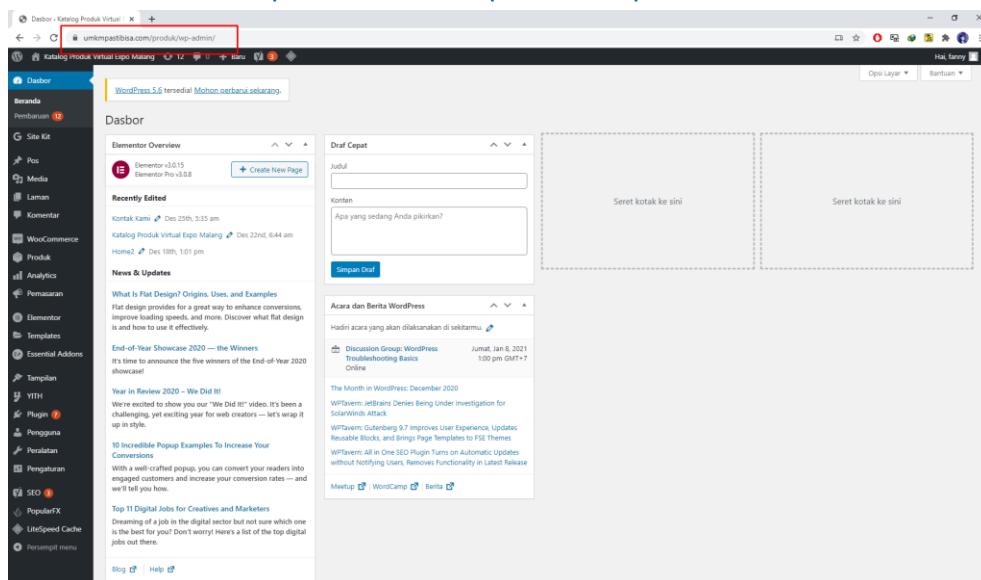 Dasbor ‹ Katalog Produk Virtual E
umkmpastibisa.com/produk/wp-admin/
Katalog Produk Virtual Expo Malang 12 0 Baru 3
Hai, fanny
Opsi Layar Bantuan
Dasbor
Beranda
Pembaruan 12
Site Kit
Pos
Media
Laman
Komentar
WooCommerce
Produk
Analytics
Pemasaran
Elementor
Templates
Essential Addons
Tampilan
YITH
Plugin 7
Pengguna
Peralatan
Pengaturan
SEO 3
PopularFX
LiteSpeed Cache
Persempit menu
WordPress 5.6 tersedia! Mohon perbarui sekarang.
Dasbor
Elementor Overview
Elementor v3.0.15
Elementor Pro v3.0.8
Create New Page
Recently Edited
Kontak Kami Des 25th, 5:35 am
Katalog Produk Virtual Expo Malang Des 22nd, 6:44 am
Home2 Des 18th, 1:01 pm
News & Updates
What Is Flat Design? Origins, Uses, and Examples
Flat design provides for a great way to enhance conversions,
improve loading speeds, and more. Discover what flat design
is and how to use it effectively.
End-of-Year Showcase 2020 — the Winners
It's time to announce the five winners of the End-of-Year 2020
showcase!
Year in Review 2020 – We Did It!
We're excited to show you our "We Did It!" video. It's been a
challenging, yet exciting year for web creators — let's wrap it
up in style.
10 Incredible Popup Examples To Increase Your
Conversions
With a well-crafted popup, you can convert your readers into
engaged customers and increase your conversion rates — and
we'll tell you how.
Top 11 Digital Jobs for Creatives and Marketers
Dreaming of a job in the digital sector but not sure which one
is the best for you? Don't worry! Here's a list of the top digital
jobs out there.
Blog Help
Draf Cepat
Judul
Konten
Apa yang sedang Anda pikirkan?
Simpan Draf
Acara dan Berita WordPress
Hadiri acara yang akan dilaksanakan di sekitarmu.
Discussion Group: WordPress Jumat, Jan 8, 2021
Troubleshooting Basics 1:00 pm GMT+7
Online
The Month in WordPress: December 2020
WPTavern: JetBrains Denies Being Under Investigation for
SolarWinds Attack
WPTavern: Gutenberg 9.7 Improves User Experience, Updates
Reusable Blocks, and Brings Page Templates to FSE Themes
WPTavern: All in One SEO Plugin Turns on Automatic Updates
without Notifying Users, Removes Functionality in Latest Release
Meetup WordCamp Berita
Seret kotak ke sini
Seret kotak ke sini